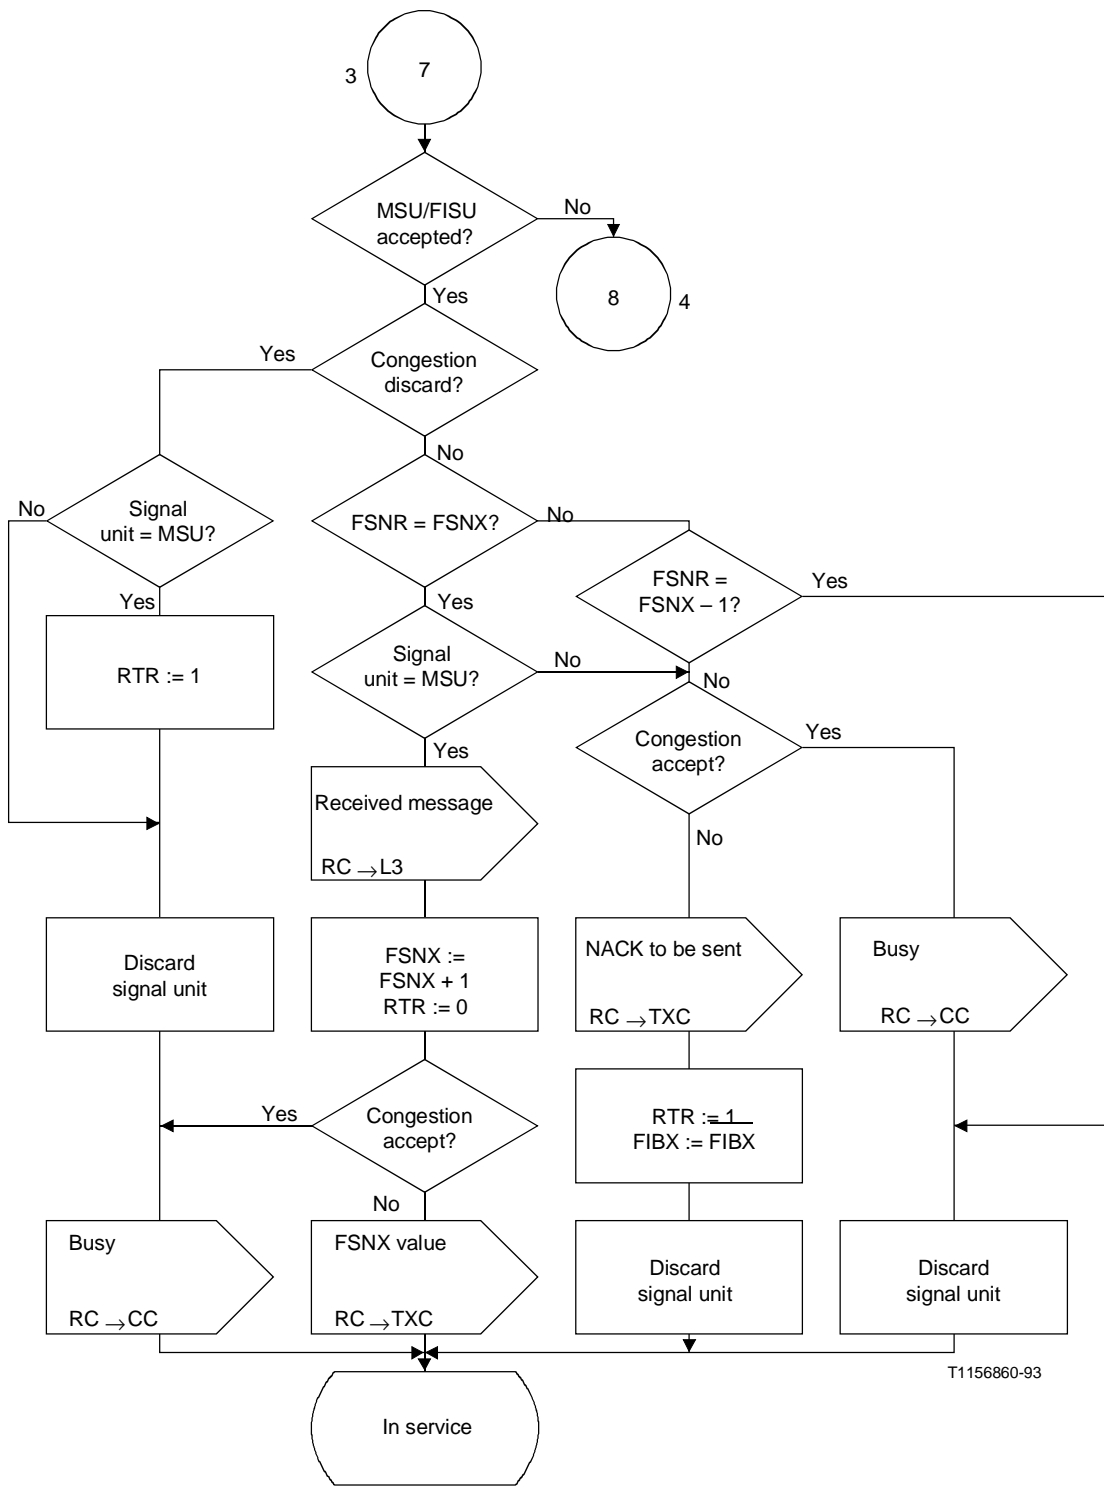 3
7
MSU/FISU
accepted?
No
8
4
Yes
Congestion
discard?
Yes
No
Signal
unit = MSU?
No
Yes
RTR := 1
Discard
signal unit
FSNR = FSNX?
No
Yes
FSNR =
FSNX – 1?
Yes
No
Signal
unit = MSU?
No
Yes
Received message
RC → L3
FSNX :=
FSNX + 1
RTR := 0
Congestion
accept?
Yes
No
Busy
RC → CC
FSNX value
RC → TXC
Congestion
accept?
Yes
No
NACK to be sent
RC → TXC
RTR := 1
FIBX := F̅I̅B̅X̅
Discard
signal unit
Busy
RC → CC
Discard
signal unit
In service
T1156860-93